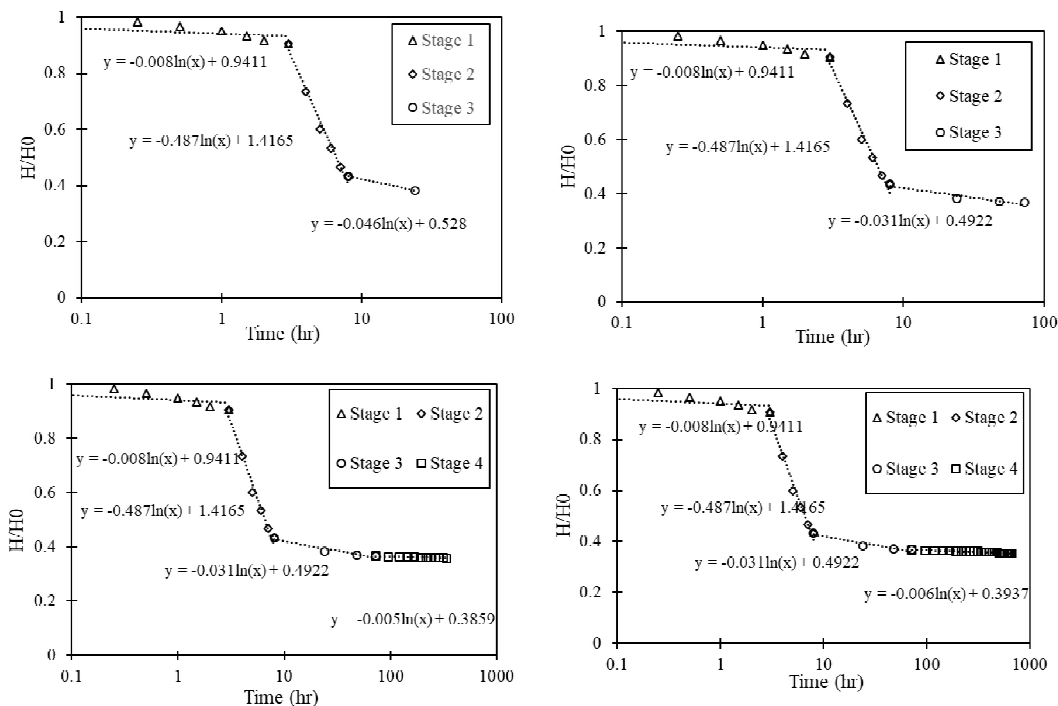 1
0.8
0.6
0.4
0.2
0
H/H0
0.1
1
10
100
Time (hr)
Stage 1
Stage 2
Stage 3
y = -0.008ln(x) + 0.9411
y = -0.487ln(x) + 1.4165
y = -0.046ln(x) + 0.528
1
0.8
0.6
0.4
0.2
0
H/H0
0.1
1
10
100
Time (hr)
Stage 1
Stage 2
Stage 3
y = -0.008ln(x) + 0.9411
y = -0.487ln(x) + 1.4165
y = -0.031ln(x) + 0.4922
1
0.8
0.6
0.4
0.2
0
H/H0
0.1
1
10
100
1000
Time (hr)
Stage 1 Stage 2
Stage 3 Stage 4
y = -0.008ln(x) + 0.9411
y = -0.487ln(x) + 1.4165
y = -0.031ln(x) + 0.4922
y = -0.005ln(x) + 0.3859
1
0.8
0.6
0.4
0.2
0
H/H0
0.1
1
10
100
1000
Time (hr)
Stage 1 Stage 2
Stage 3 Stage 4
y = -0.008ln(x) + 0.9411
y = -0.487ln(x) + 1.4165
y = -0.031ln(x) + 0.4922
y = -0.006ln(x) + 0.3937